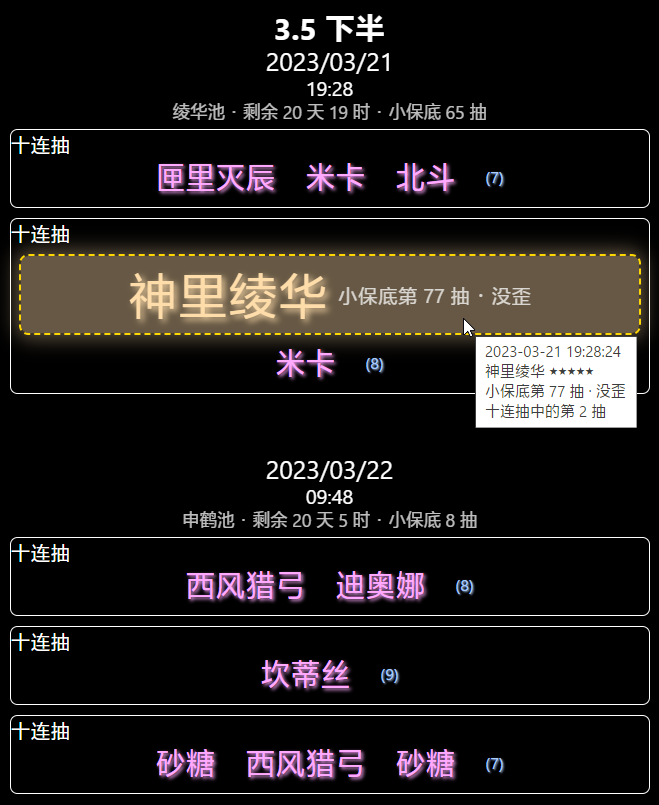 3.5 下半
2023/03/21
19:28
绫华池 · 剩余 20 天 19 时 · 小保底 65 抽
十连抽
匣里灭辰 米卡 北斗 (7)
十连抽
神里绫华 小保底第 77 抽 · 没歪
米卡 (8)
2023-03-21 19:28:24
神里绫华 ★★★★★
小保底第 77 抽 · 没歪
十连抽中的第 2 抽
2023/03/22
09:48
申鹤池 · 剩余 20 天 5 时 · 小保底 8 抽
十连抽
西风猎弓 迪奥娜 (8)
十连抽
坎蒂丝 (9)
十连抽
砂糖 西风猎弓 砂糖 (7)